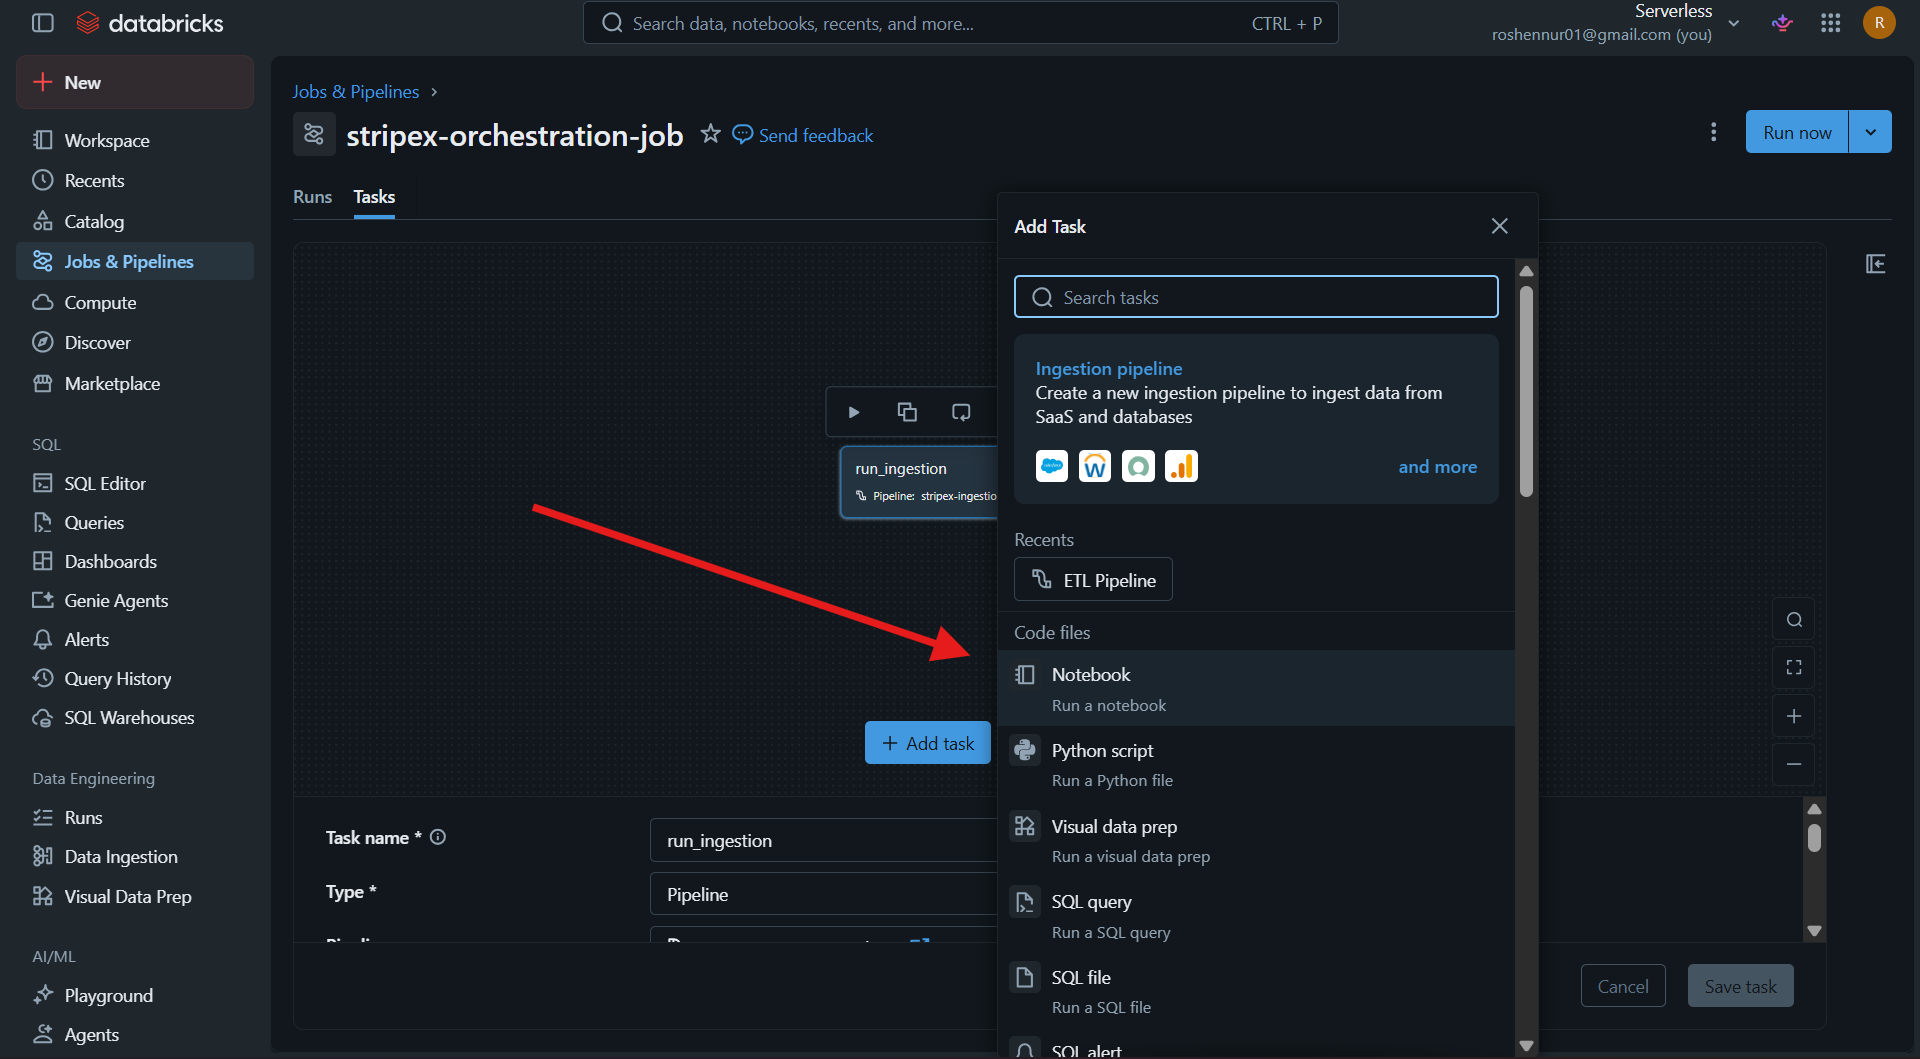 databricks
Search data, notebooks, recents, and more...
CTRL + P
Serverless
roshennur01@gmail.com (you)
R
New
Workspace
Recents
Catalog
Jobs & Pipelines
Compute
Discover
Marketplace
SQL
SQL Editor
Queries
Dashboards
Genie Agents
Alerts
Query History
SQL Warehouses
Data Engineering
Runs
Data Ingestion
Visual Data Prep
AI/ML
Playground
Agents
Jobs & Pipelines
stripex-orchestration-job
Send feedback
Run now
Runs
Tasks
run_ingestion
Pipeline: stripex-ingestio
+ Add task
Task name *
run_ingestion
Type *
Pipeline
Add Task
Search tasks
Ingestion pipeline
Create a new ingestion pipeline to ingest data from
SaaS and databases
and more
Recents
ETL Pipeline
Code files
Notebook
Run a notebook
Python script
Run a Python file
Visual data prep
Run a visual data prep
SQL query
Run a SQL query
SQL file
Run a SQL file
SQL alert
Cancel
Save task